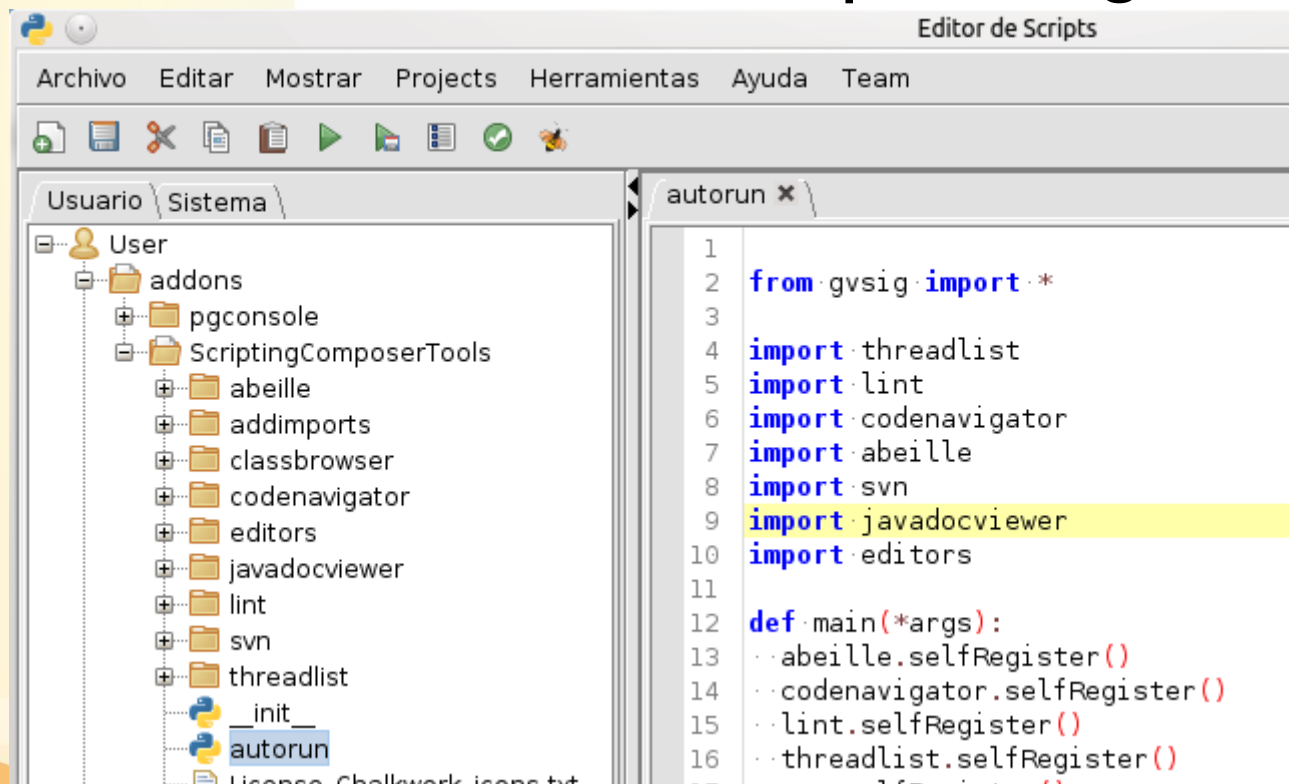 Editor de Scripts
Archivo Editar Mostrar Projects Herramientas Ayuda Team
Usuario Sistema
User
addons
pgconsole
ScriptingComposerTools
abeille
addimports
classbrowser
codenavigator
editors
javadocviewer
lint
svn
threadlist
__init__
autorun
License_Chalkwork_icons.txt
autorun
1
2 from gvsig import *
3
4 import threadlist
5 import lint
6 import codenavigator
7 import abeille
8 import svn
9 import javadocviewer
10 import editors
11
12 def main(*args):
13 abeille.selfRegister()
14 codenavigator.selfRegister()
15 lint.selfRegister()
16 threadlist.selfRegister()